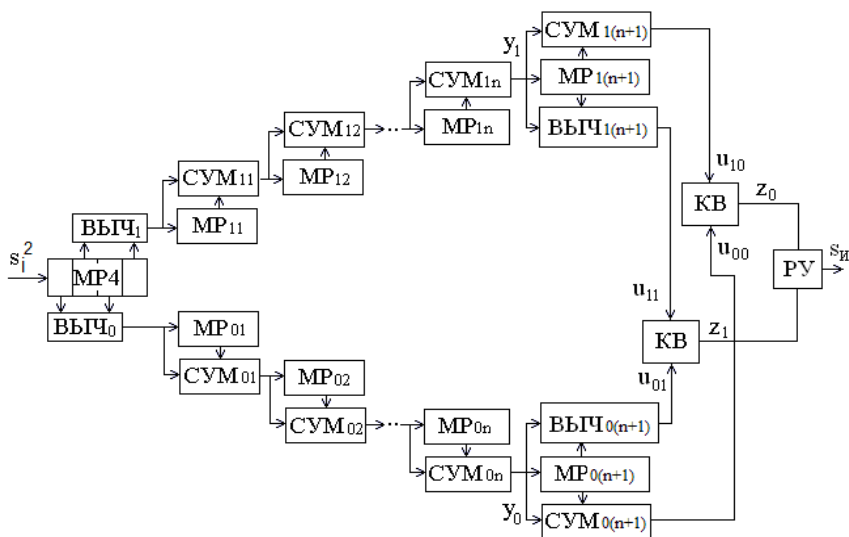 СУМ1(n+1)
y1
СУМ1n
МР1(n+1)
СУМ12
МР1n
ВЫЧ1(n+1)
СУМ11
МР12
u10
ВЫЧ1
МР11
КВ
z0
si2
МР4
u00
РУ
sИ
ВЫЧ0
МР01
u11
КВ
z1
СУМ01
МР02
u01
СУМ02
МР0n
ВЫЧ0(n+1)
СУМ0n
МР0(n+1)
y0
СУМ0(n+1)